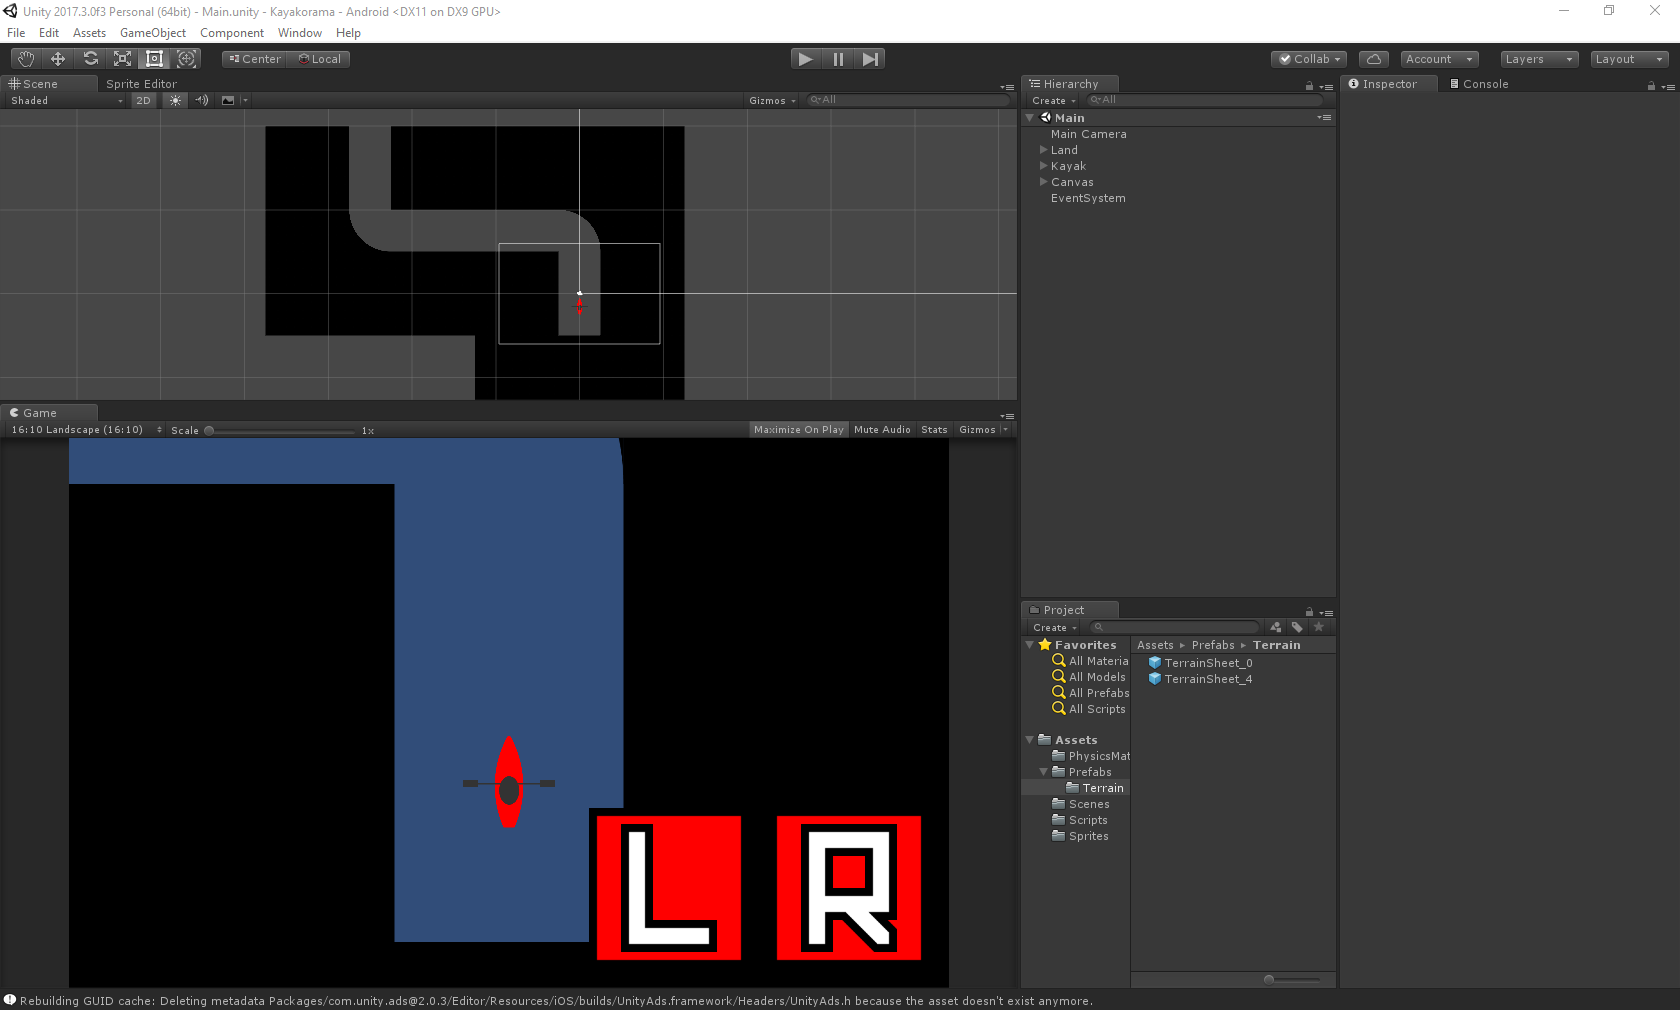 Unity 2017.3.0f3 Personal (64bit) - Main.unity - Kayakorama - Android <DX11 on DX9 GPU>
File Edit Assets GameObject Component Window Help
Center Local Collab Account Layers Layout
Scene Sprite Editor
Shaded 2D Gizmos All
Hierarchy
Create All
Main
Main Camera
Land
Kayak
Canvas
EventSystem
Inspector Console
Game
16:10 Landscape (16:10) Scale 1x Maximize On Play Mute Audio Stats Gizmos
L R
Project
Create
Favorites
All Materia
All Models
All Prefabs
All Scripts
Assets
PhysicsMat
Prefabs
Terrain
Scenes
Scripts
Sprites
Assets Prefabs Terrain
TerrainSheet_0
TerrainSheet_4
Rebuilding GUID cache: Deleting metadata Packages/com.unity.ads@2.0.3/Editor/Resources/iOS/builds/UnityAds.framework/Headers/UnityAds.h because the asset doesn't exist anymore.